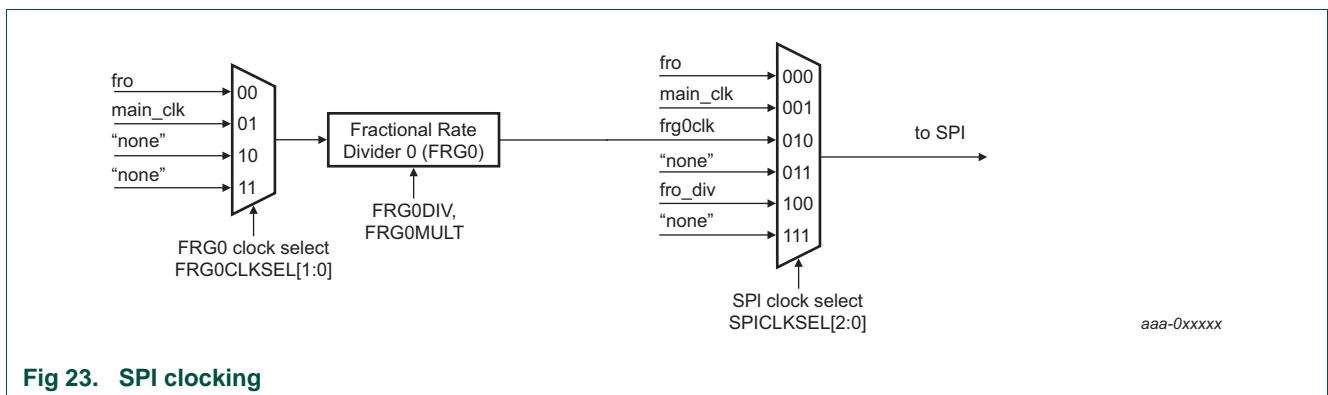 fro
00
main_clk
01
“none”
10
“none”
11
FRG0 clock select
FRG0CLKSEL[1:0]
Fractional Rate
Divider 0 (FRG0)
FRG0DIV,
FRG0MULT
fro
000
main_clk
001
frg0clk
010
“none”
011
fro_div
100
“none”
111
SPI clock select
SPICLKSEL[2:0]
to SPI
aaa-0xxxxx
Fig 23. SPI clocking